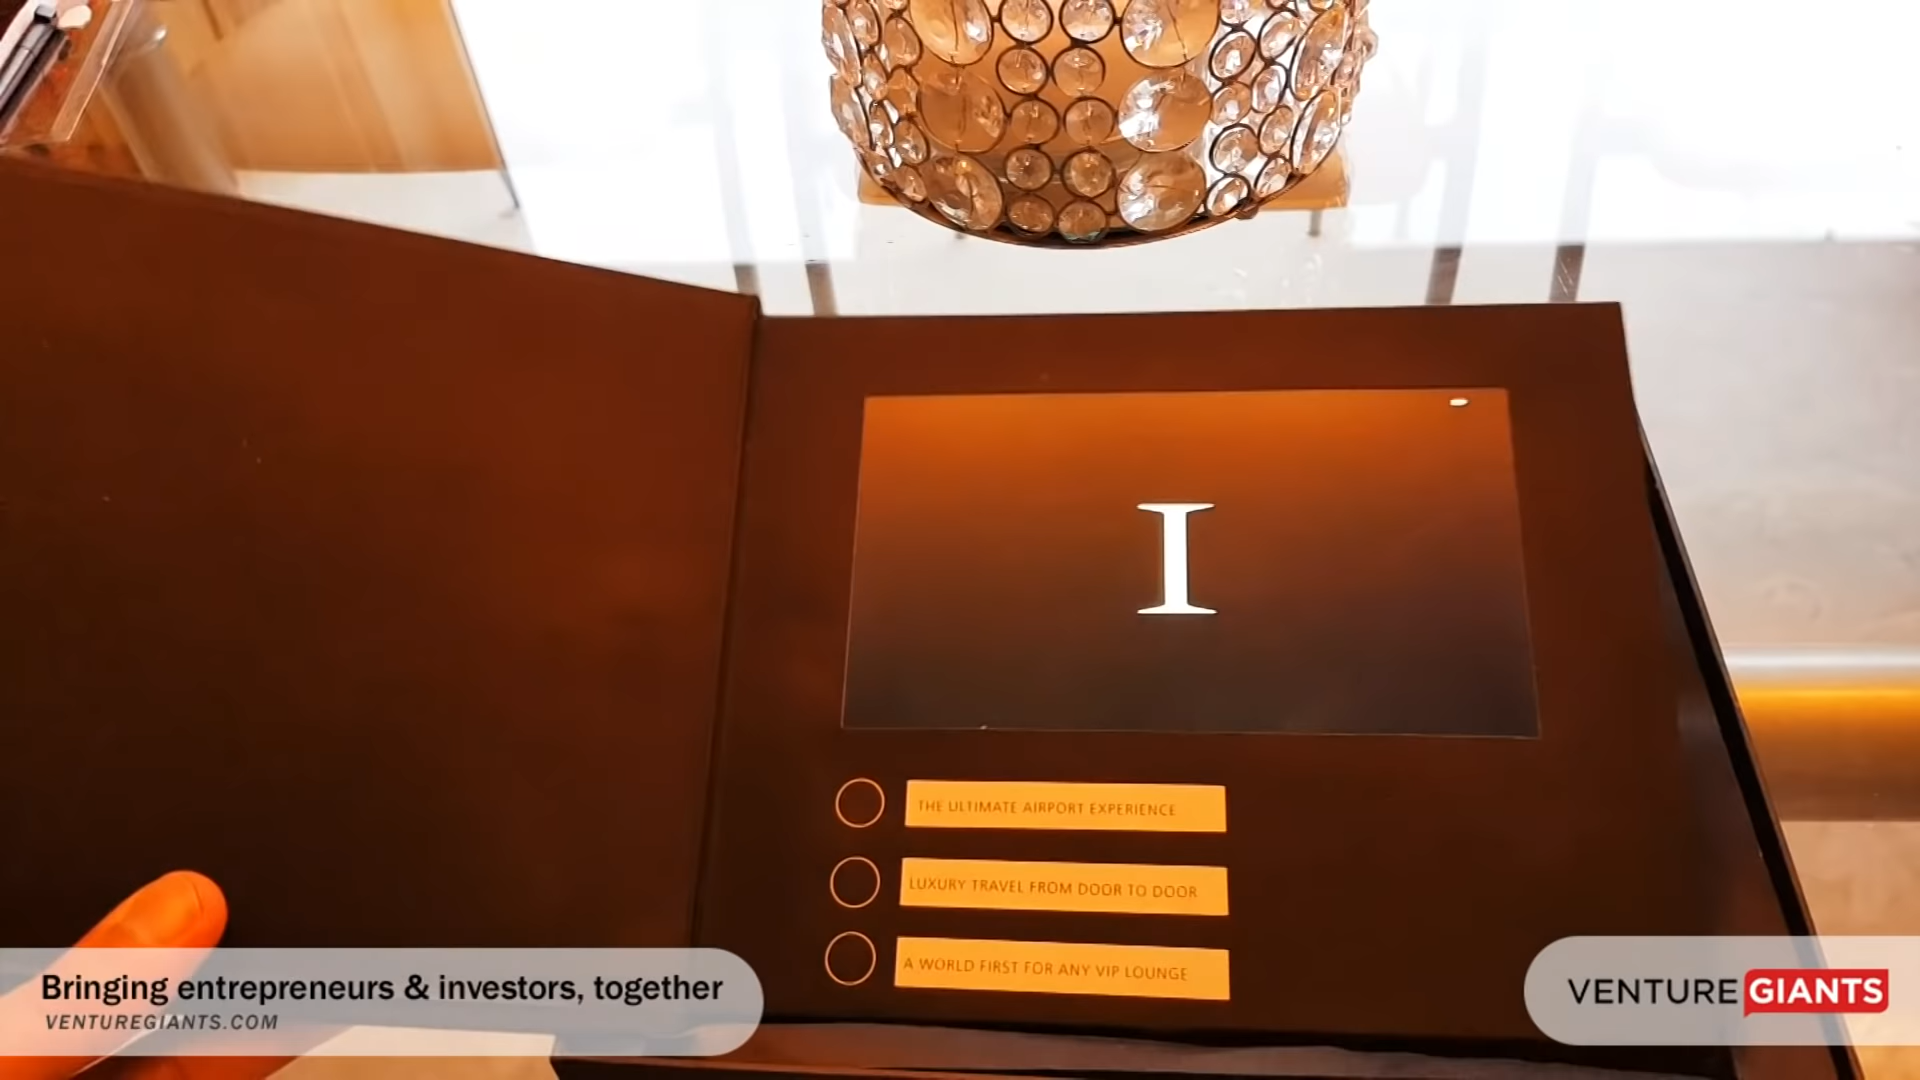 I
THE ULTIMATE AIRPORT EXPERIENCE
LUXURY TRAVEL FROM DOOR TO DOOR
A WORLD FIRST FOR ANY VIP LOUNGE
Bringing entrepreneurs & investors, together
VENTUREGIANTS.COM
VENTURE GIANTS